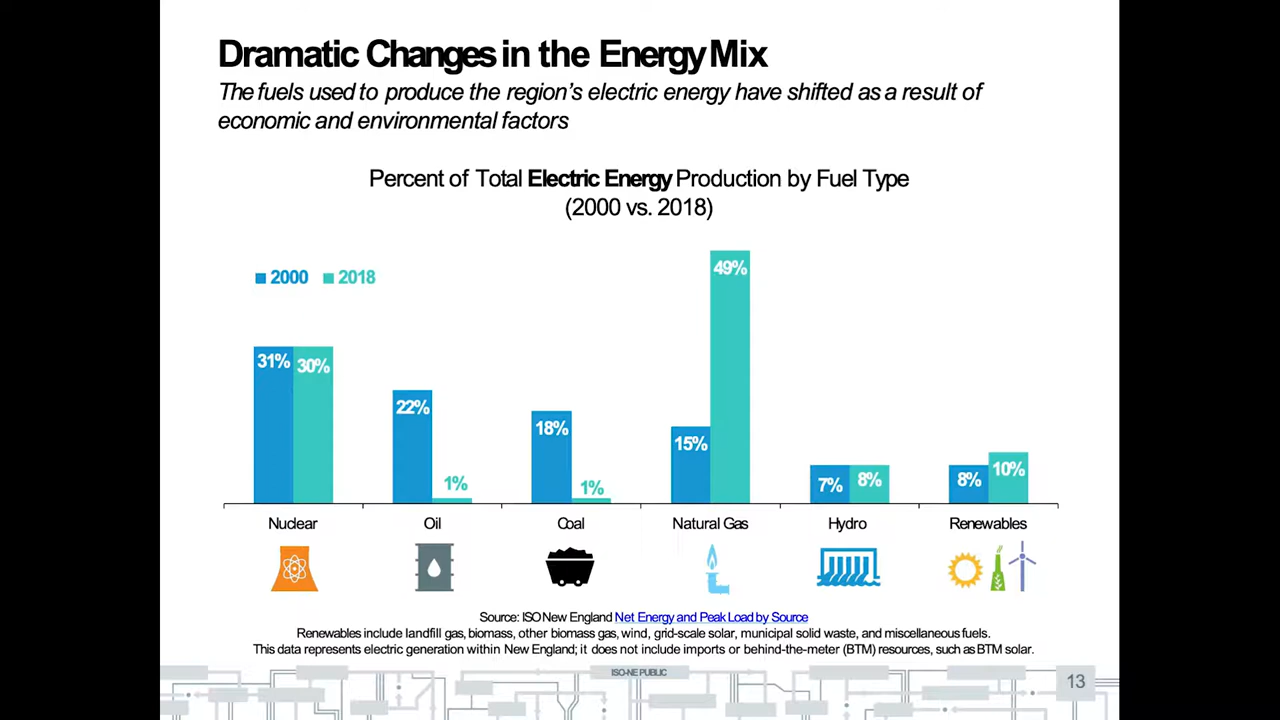 Dramatic Changes in the Energy Mix
The fuels used to produce the region's electric energy have shifted as a result of
economic and environmental factors
Percent of Total Electric Energy Production by Fuel Type
(2000 vs. 2018)
2000 2018
49%
31% 30%
22%
18%
15%
1%
1%
7% 8%
8% 10%
Nuclear Oil Coal Natural Gas Hydro Renewables
Source: ISO New England Net Energy and Peak Load by Source
Renewables include landfill gas, biomass, other biomass gas, wind, grid-scale solar, municipal solid waste, and miscellaneous fuels.
This data represents electric generation within New England; it does not include imports or behind-the-meter (BTM) resources, such as BTM solar.
ISO-NE PUBLIC
13